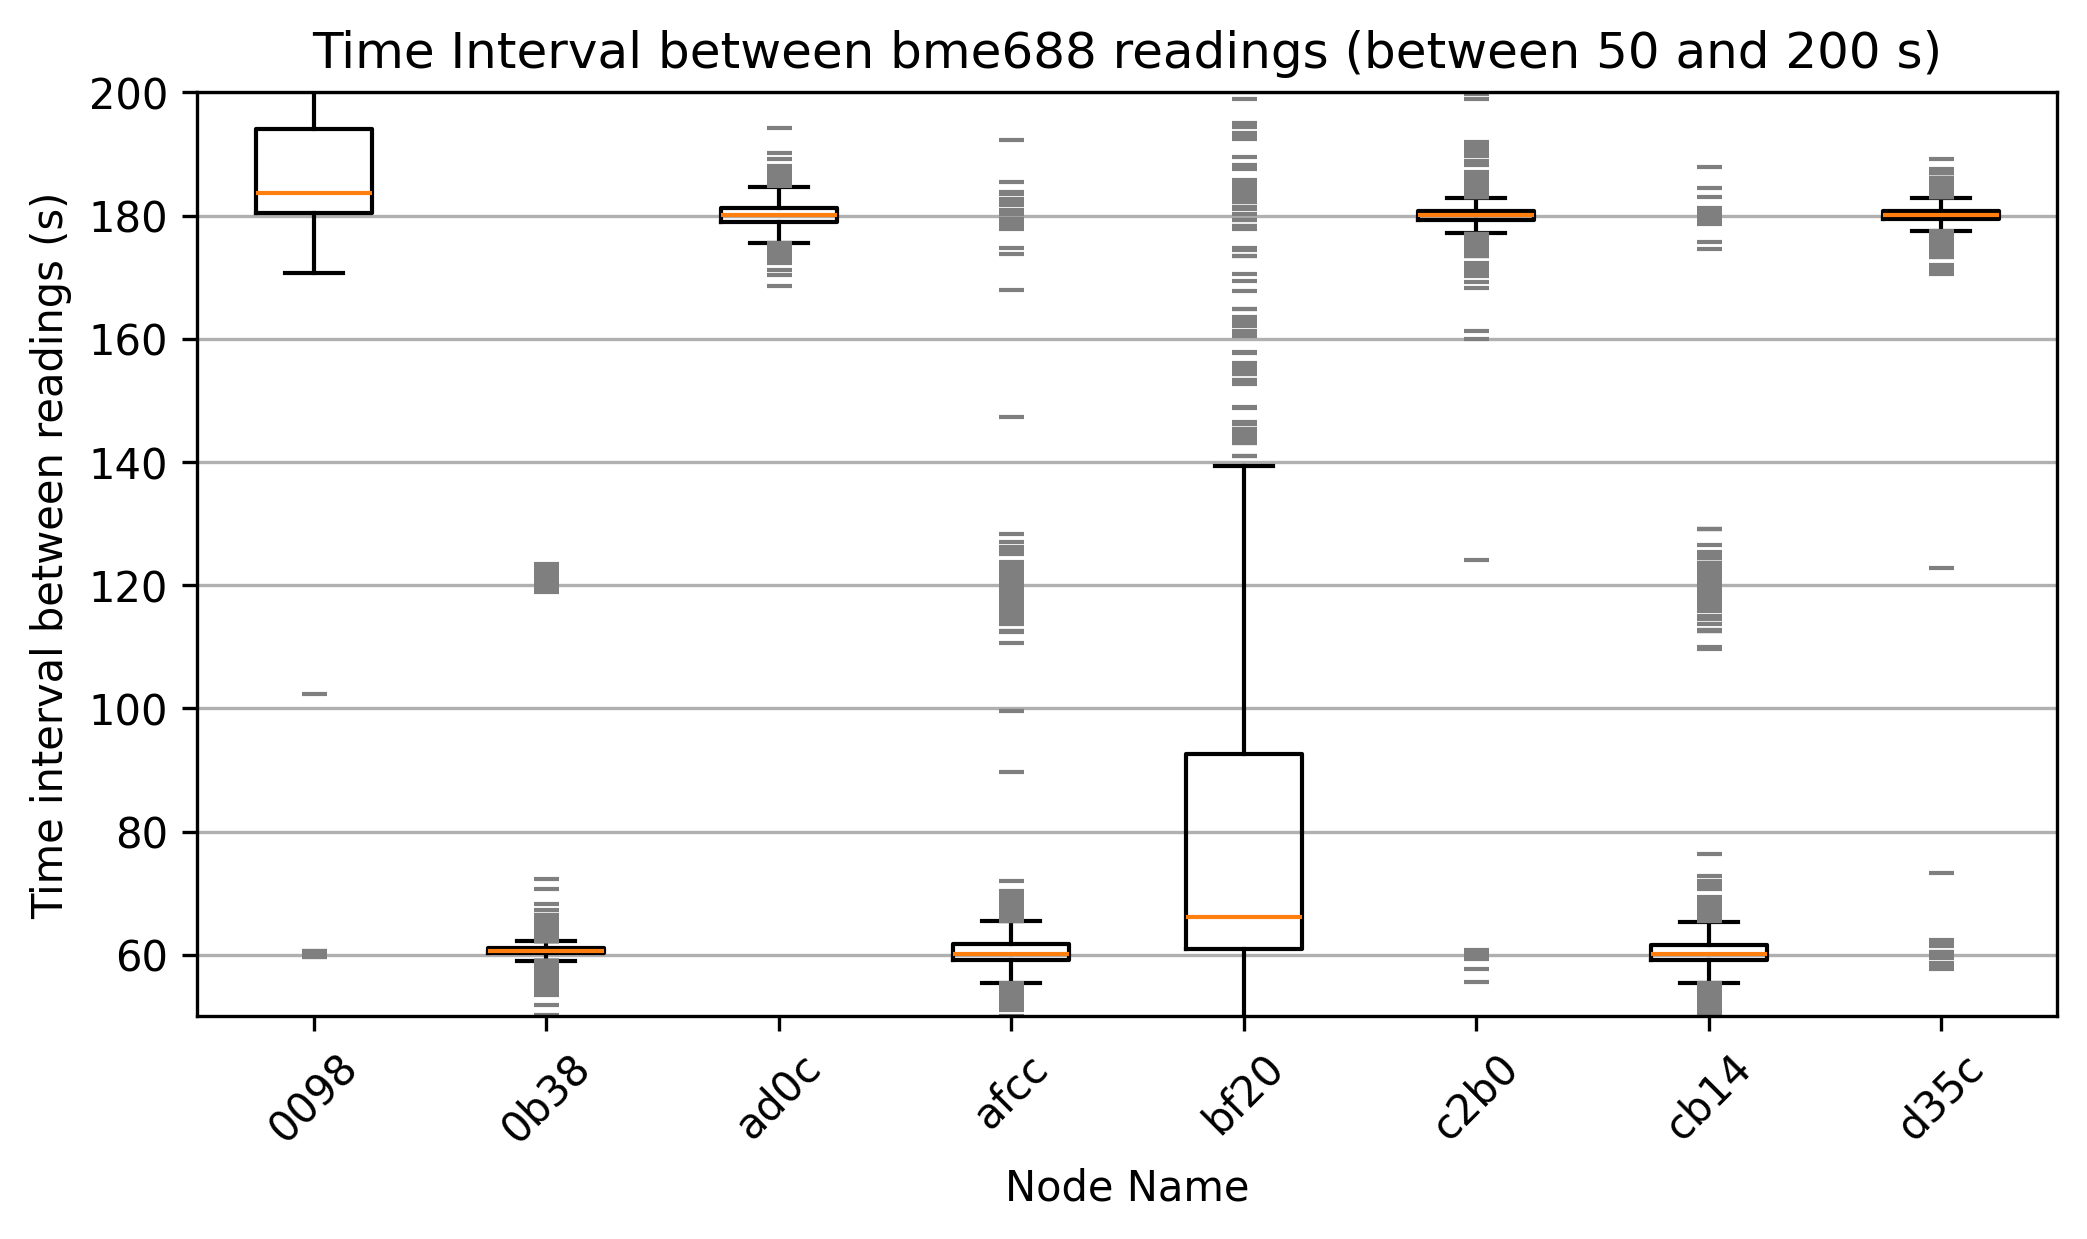 Time Interval between bme688 readings (between 50 and 200 s)
Time interval between readings (s)
200
180
160
140
120
100
80
60
0098
0b38
ad0c
afcc
bf20
c2b0
cb14
d35c
Node Name